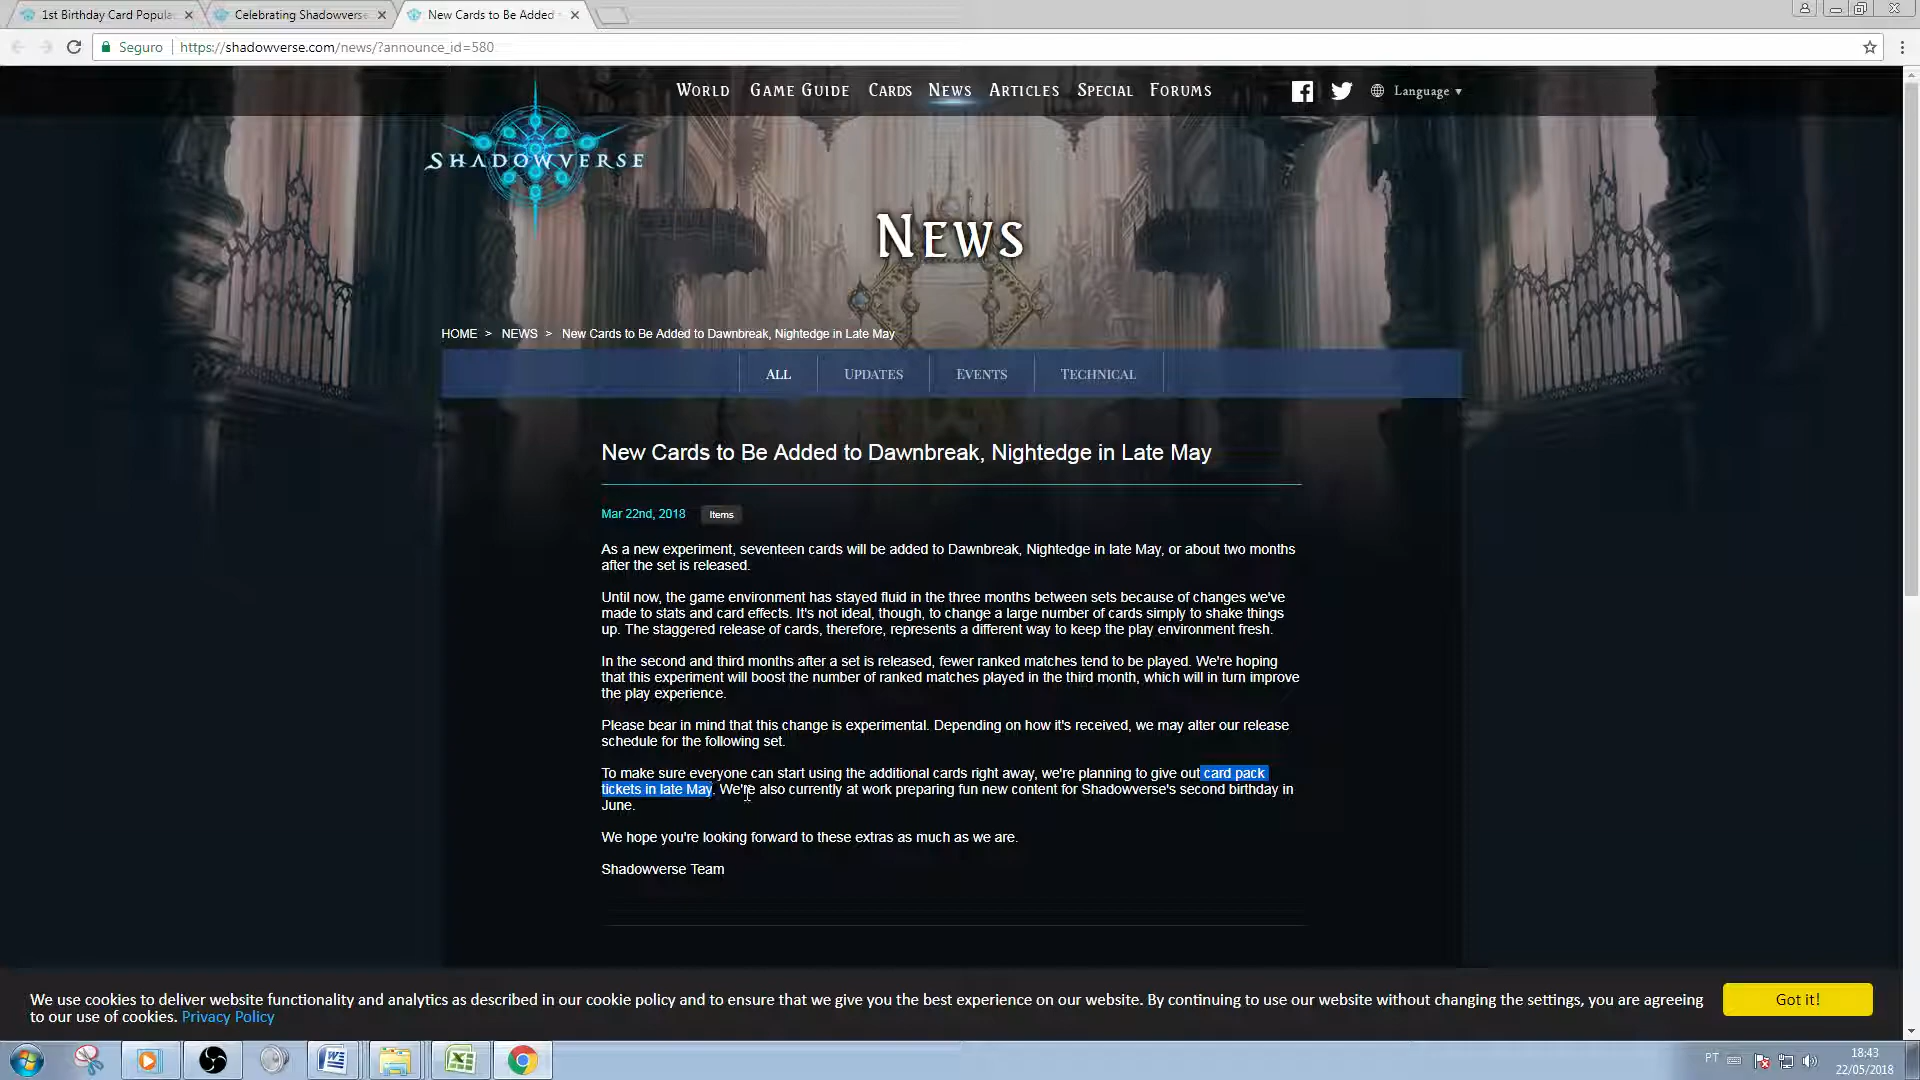 1st Birthday Card Popula
Celebrating Shadowverse
New Cards to Be Added
Seguro
https://shadowverse.com/news/?announce_id=580
World Game Guide Cards News Articles Special Forums
Language
Shadowverse
News
HOME > NEWS > New Cards to Be Added to Dawnbreak, Nightedge in Late May
All Updates Events Technical
New Cards to Be Added to Dawnbreak, Nightedge in Late May
Mar 22nd, 2018 Items
As a new experiment, seventeen cards will be added to Dawnbreak, Nightedge in late May, or about two months
after the set is released.
Until now, the game environment has stayed fluid in the three months between sets because of changes we've
made to stats and card effects. It's not ideal, though, to change a large number of cards simply to shake things
up. The staggered release of cards, therefore, represents a different way to keep the play environment fresh.
In the second and third months after a set is released, fewer ranked matches tend to be played. We're hoping
that this experiment will boost the number of ranked matches played in the third month, which will in turn improve
the play experience.
Please bear in mind that this change is experimental. Depending on how it's received, we may alter our release
schedule for the following set.
To make sure everyone can start using the additional cards right away, we're planning to give out card pack
tickets in late May. We're also currently at work preparing fun new content for Shadowverse's second birthday in
June.
We hope you're looking forward to these extras as much as we are.
Shadowverse Team
We use cookies to deliver website functionality and analytics as described in our cookie policy and to ensure that we give you the best experience on our website. By continuing to use our website without changing the settings, you are agreeing
to our use of cookies. Privacy Policy
Got it!
PT
18:43
22/05/2018